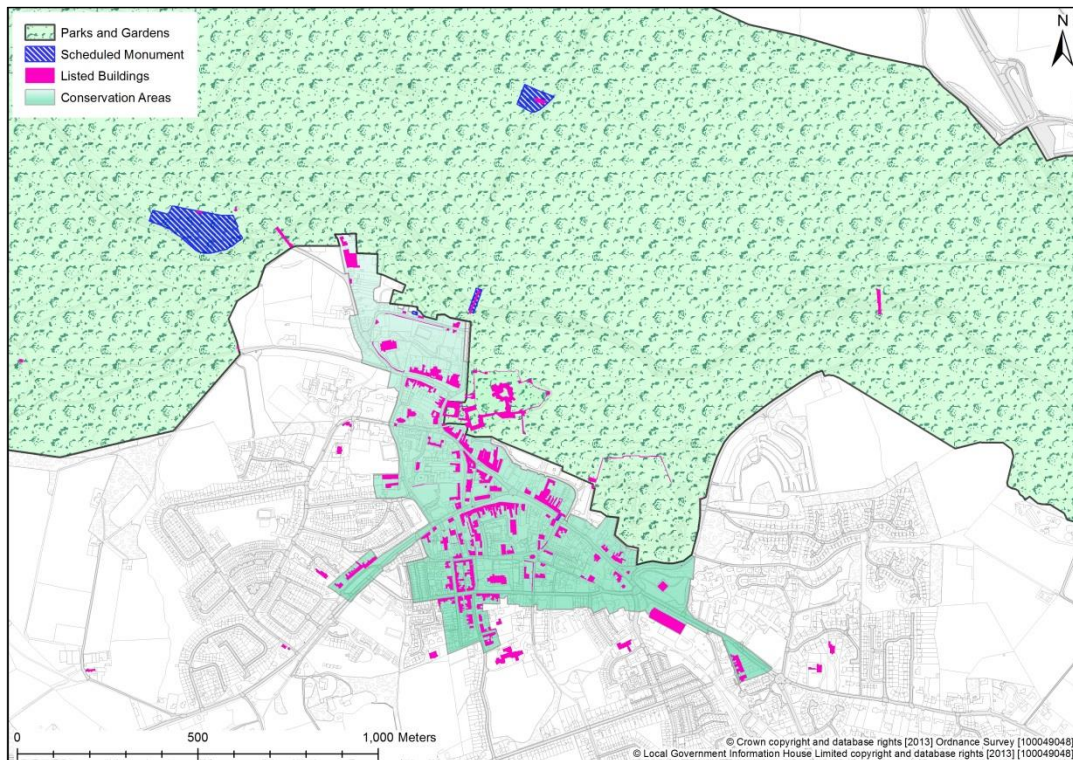 Parks and Gardens
Scheduled Monument
Listed Buildings
Conservation Areas
N
0 500 1,000 Meters
© Crown copyright and database rights [2013] Ordnance Survey [100049048]
© Local Government Information House Limited copyright and database rights [2013] [100049048]